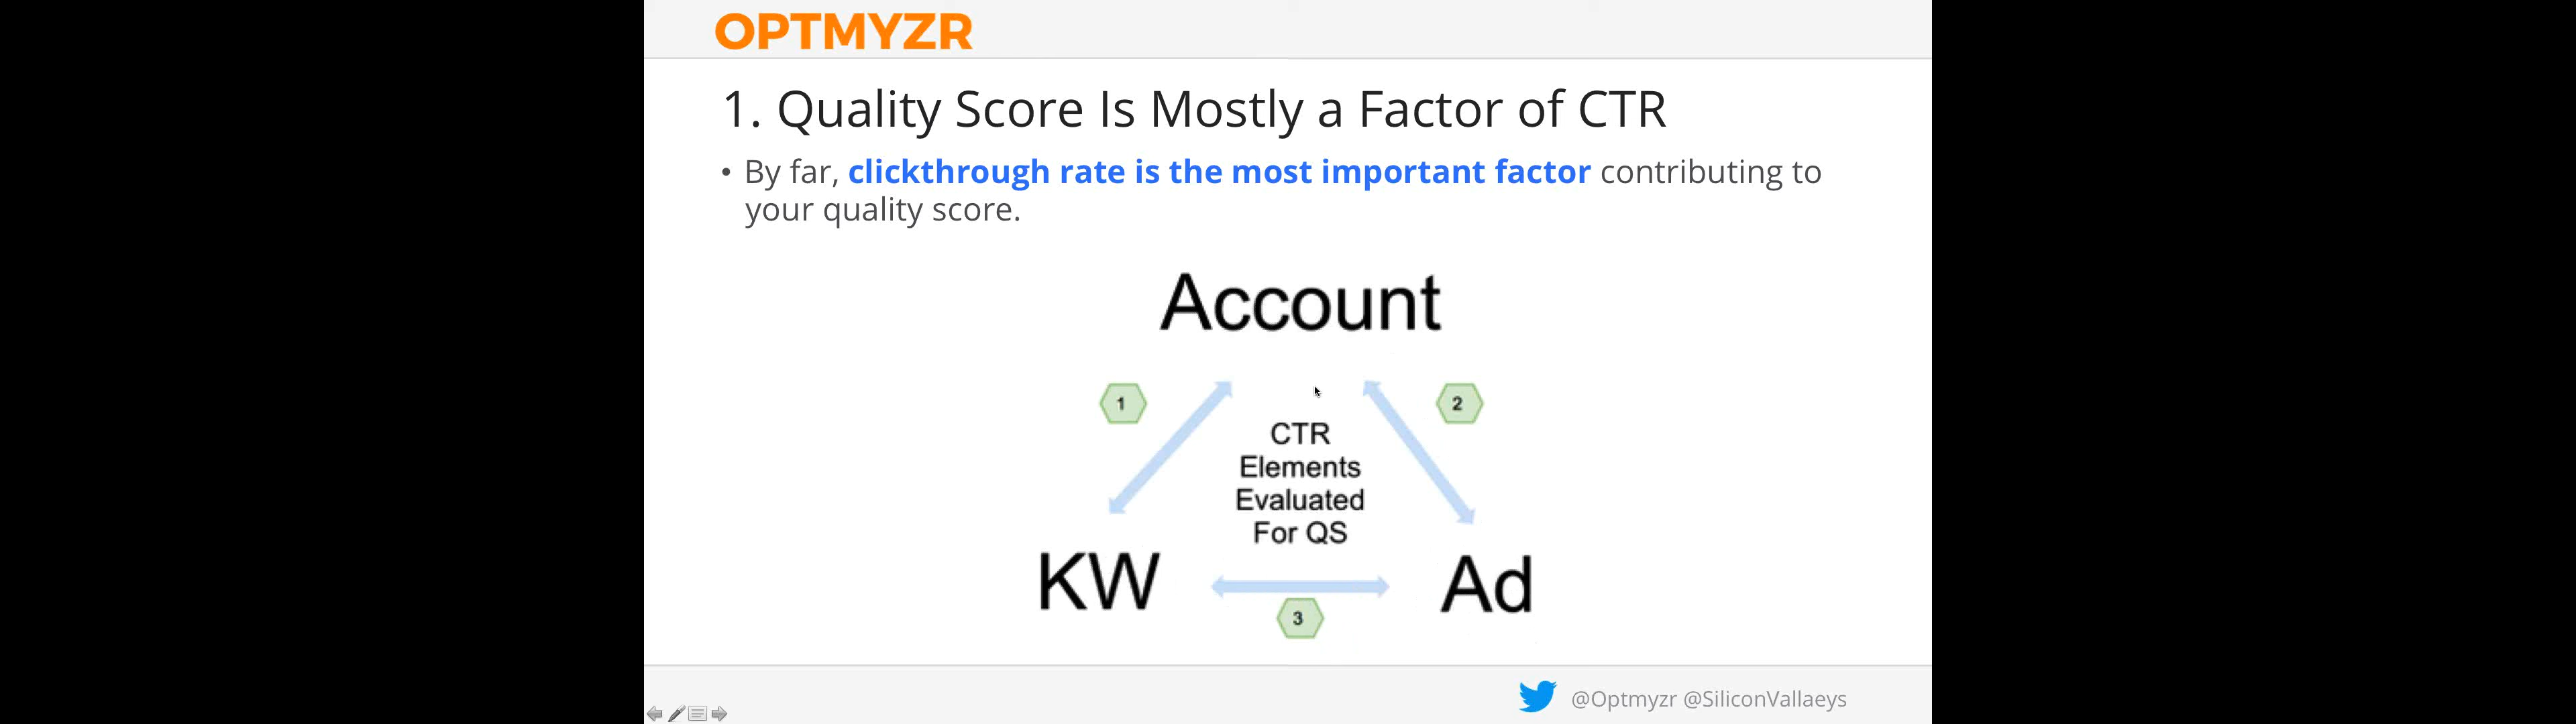 OPTMYZR
1. Quality Score Is Mostly a Factor of CTR
• By far, clickthrough rate is the most important factor contributing to
your quality score.
Account
1
2
CTR
Elements
Evaluated
For QS
KW
Ad
3
@Optmyzr @SiliconVallaeys